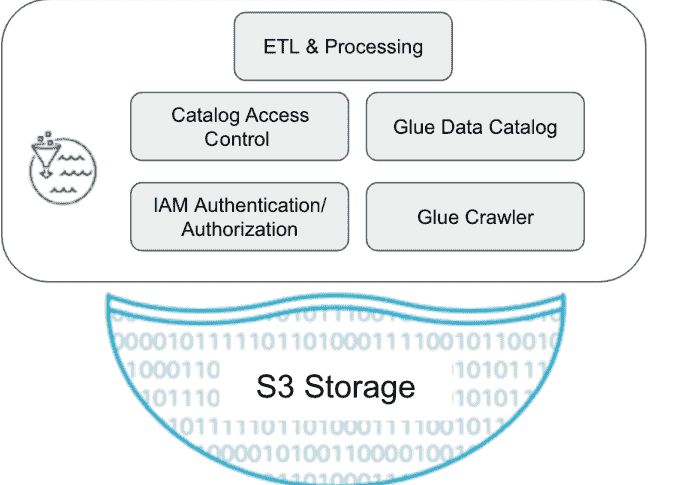 ETL & Processing
Catalog Access
Control
Glue Data Catalog
IAM Authentication/
Authorization
Glue Crawler
S3 Storage